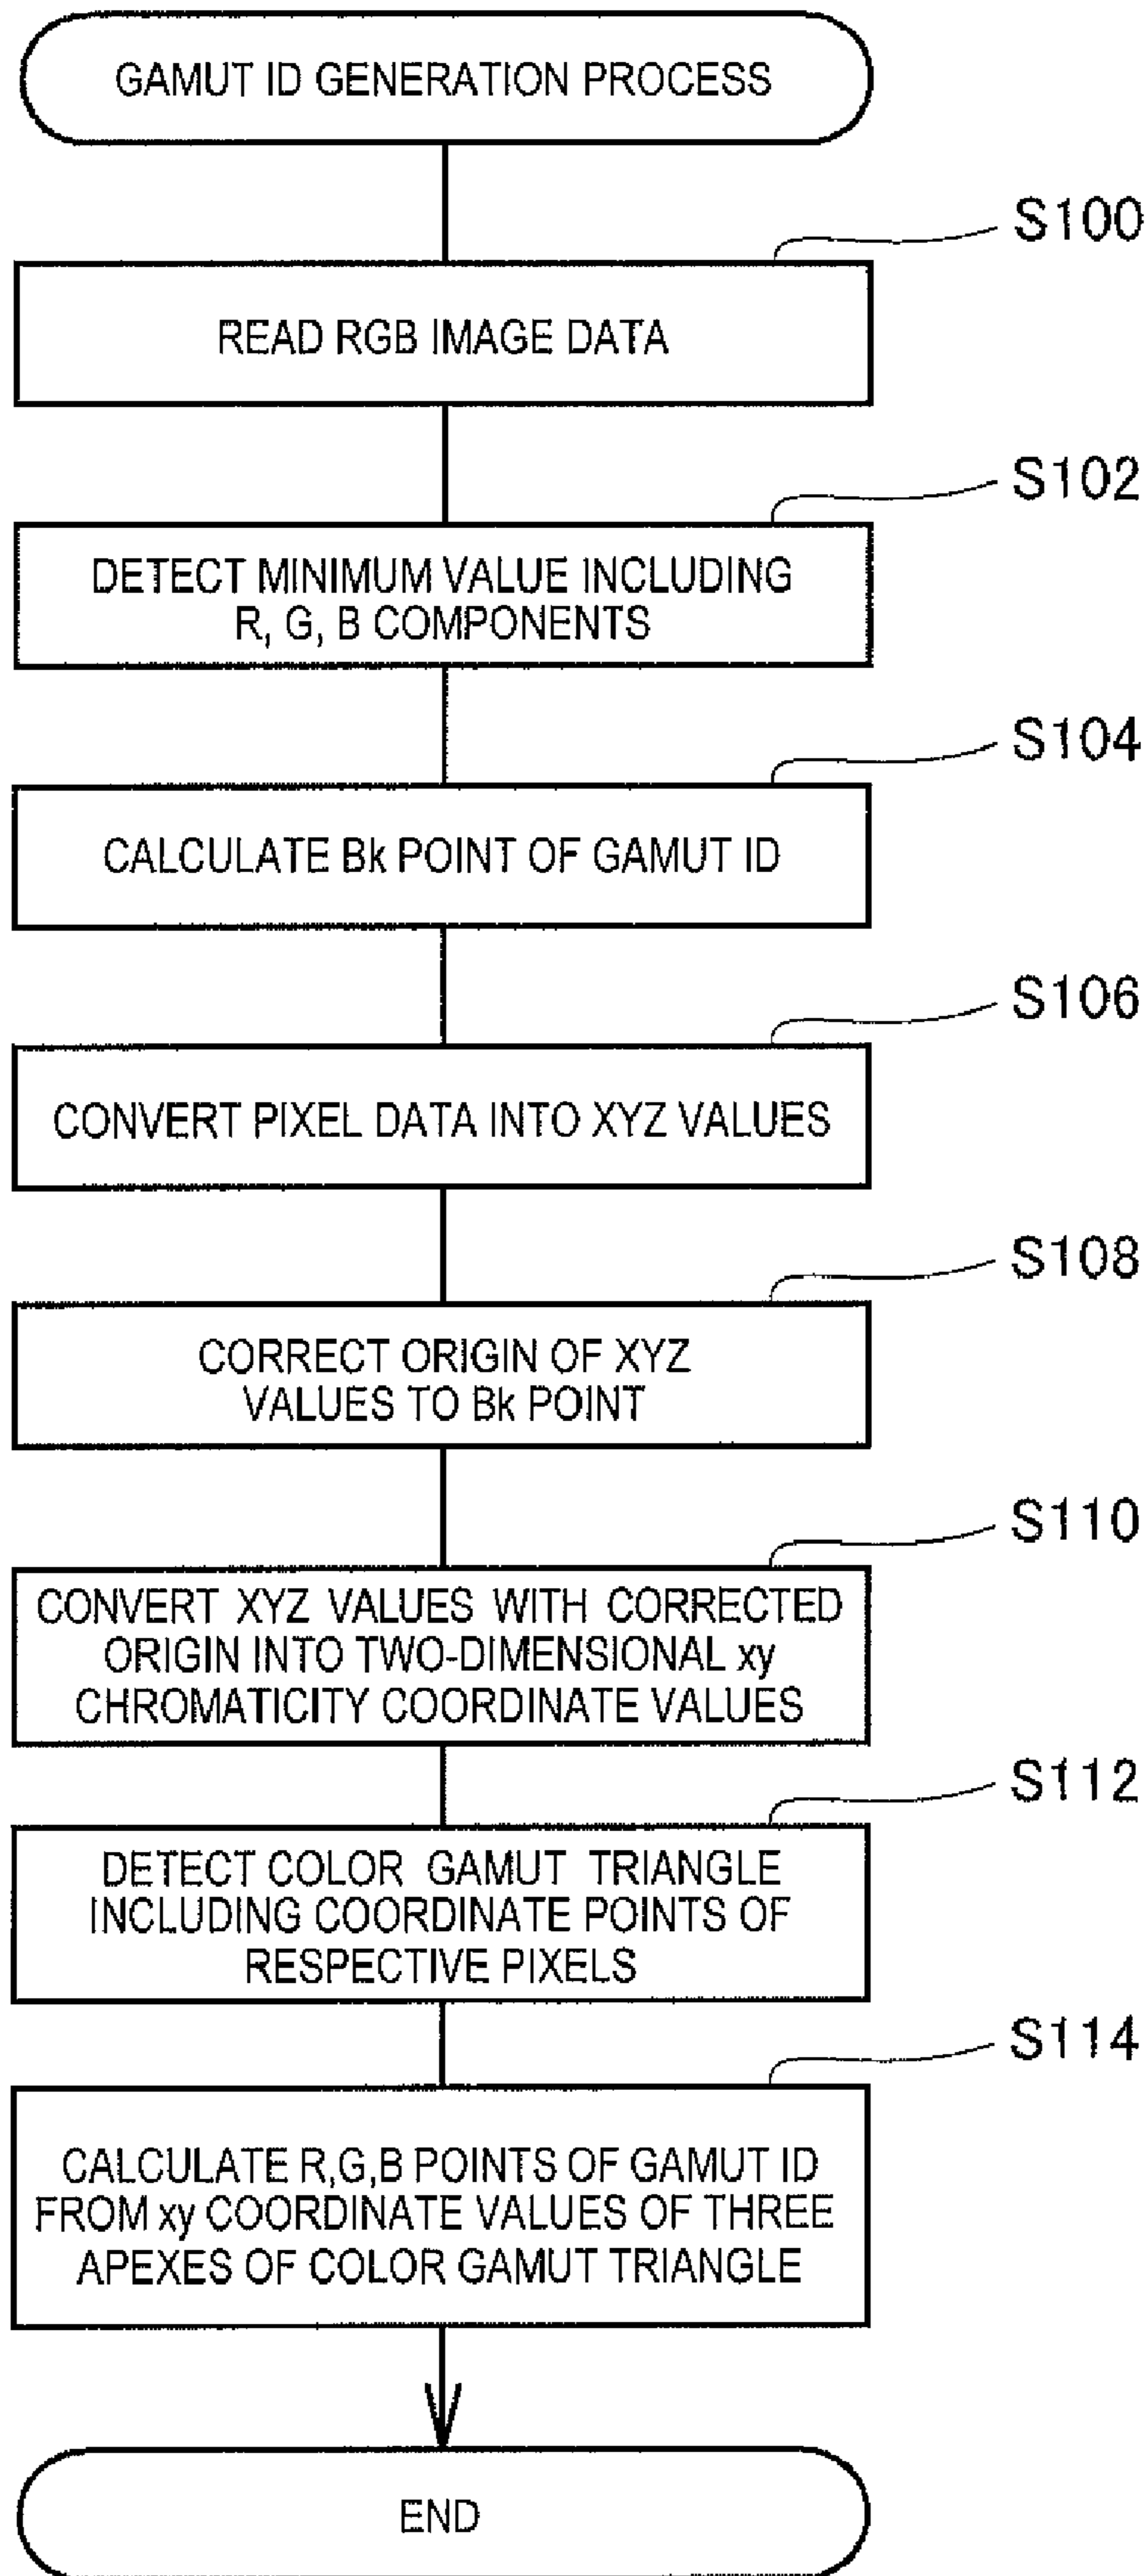 GAMUT ID GENERATION PROCESS
S100
READ RGB IMAGE DATA
S102
DETECT MINIMUM VALUE INCLUDING
R, G, B COMPONENTS
S104
CALCULATE Bk POINT OF GAMUT ID
S106
CONVERT PIXEL DATA INTO XYZ VALUES
S108
CORRECT ORIGIN OF XYZ
VALUES TO Bk POINT
S110
CONVERT XYZ VALUES WITH CORRECTED
ORIGIN INTO TWO-DIMENSIONAL xy
CHROMATICITY COORDINATE VALUES
S112
DETECT COLOR GAMUT TRIANGLE
INCLUDING COORDINATE POINTS OF
RESPECTIVE PIXELS
S114
CALCULATE R,G,B POINTS OF GAMUT ID
FROM xy COORDINATE VALUES OF THREE
APEXES OF COLOR GAMUT TRIANGLE
END